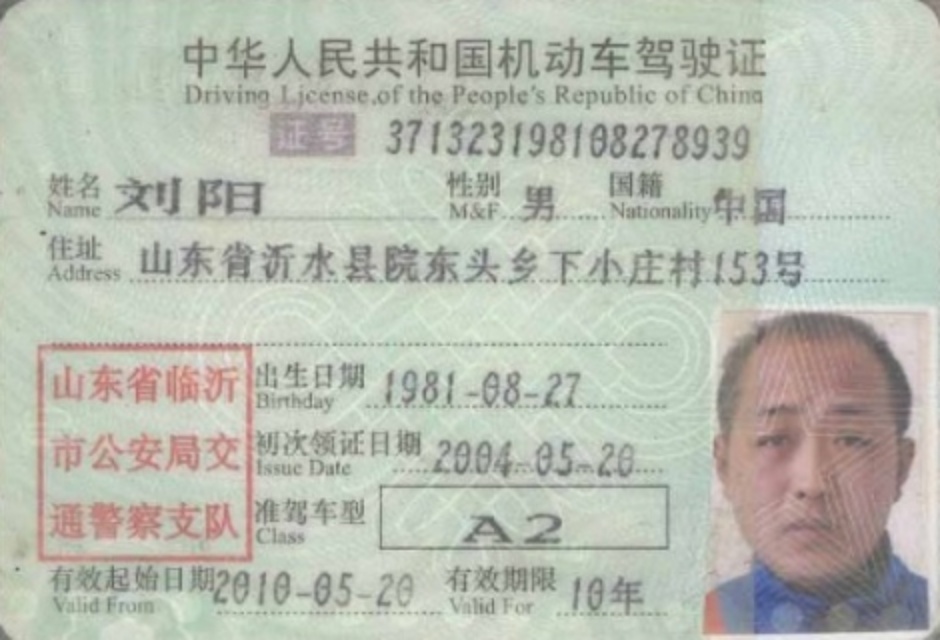 中华人民共和国机动车驾驶证
Driving License of the People's Republic of China
证号 371323198108278939
姓名 刘阳 性别 男 国籍 中国
Name M&F Nationality
住址 山东省沂水县院东头乡下小庄村153号
Address
山东省临沂 出生日期 1981-08-27
Birthday
市公安局交 初次领证日期 2004-05-20
Issue Date
通警察支队 准驾车型 A2
Class
有效起始日期 2010-05-20 有效期限 10年
Valid From Valid For